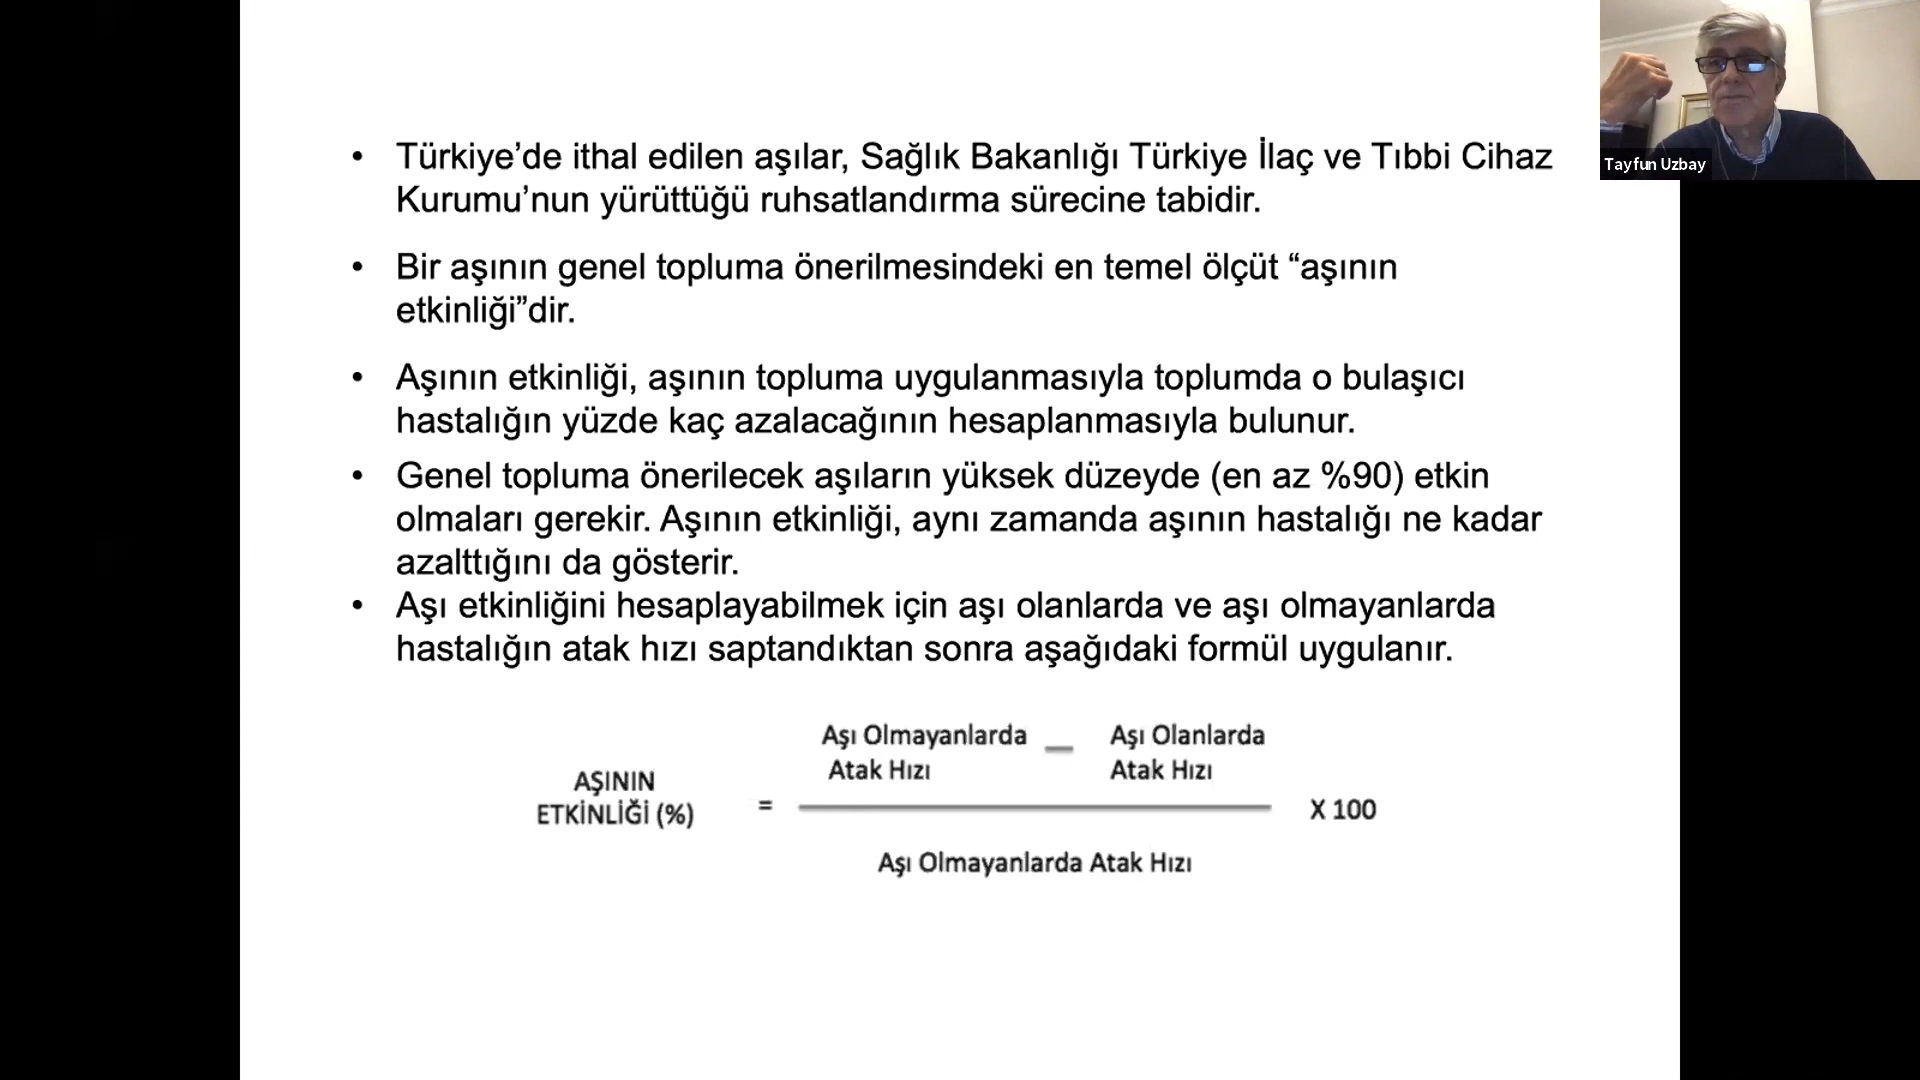 • Türkiye’de ithal edilen aşılar, Sağlık Bakanlığı Türkiye İlaç ve Tıbbi Cihaz
Kurumu’nun yürüttüğü ruhsatlandırma sürecine tabidir.
• Bir aşının genel topluma önerilmesindeki en temel ölçüt “aşının
etkinliği”dir.
• Aşının etkinliği, aşının topluma uygulanmasıyla toplumda o bulaşıcı
hastalığın yüzde kaç azalacağının hesaplanmasıyla bulunur.
• Genel topluma önerilecek aşıların yüksek düzeyde (en az %90) etkin
olmaları gerekir. Aşının etkinliği, aynı zamanda aşının hastalığı ne kadar
azalttığını da gösterir.
• Aşı etkinliğini hesaplayabilmek için aşı olanlarda ve aşı olmayanlarda
hastalığın atak hızı saptandıktan sonra aşağıdaki formül uygulanır.
AŞININ
ETKİNLİĞİ (%)
=
Aşı Olmayanlarda
Atak Hızı
—
Aşı Olanlarda
Atak Hızı
Aşı Olmayanlarda Atak Hızı
X 100
Tayfun Uzbay